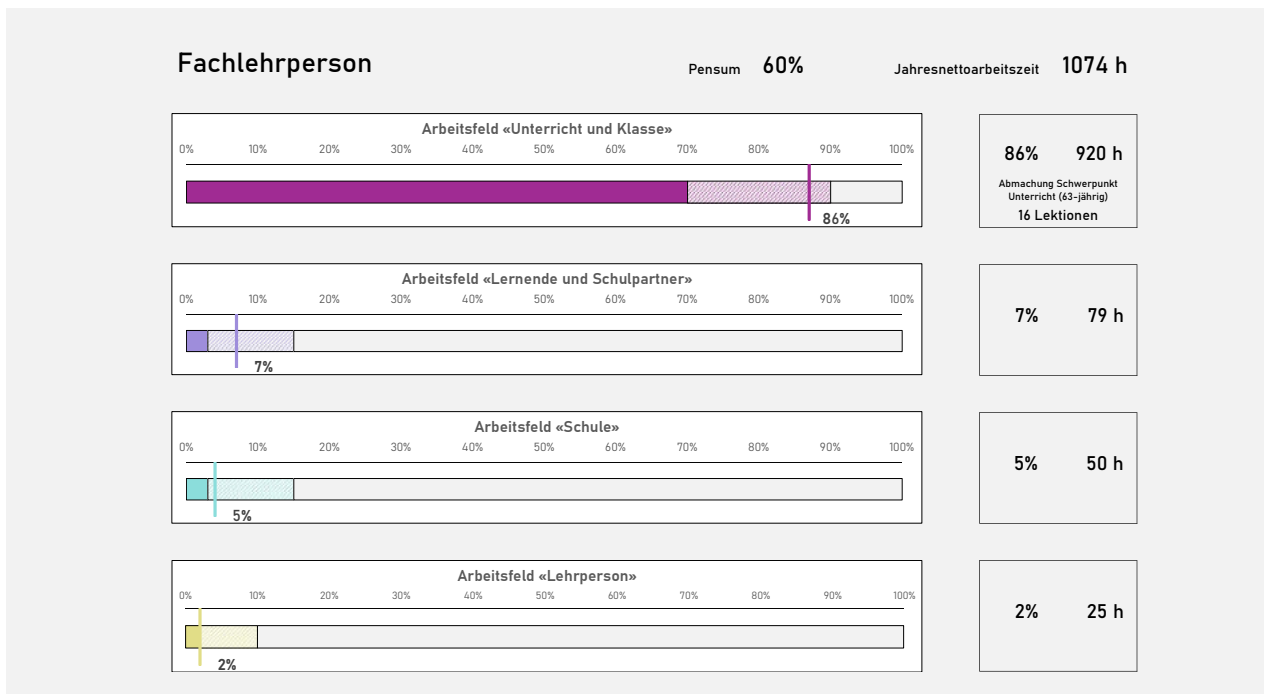 Fachlehrperson Pensum 60% Jahresnettoarbeitszeit 1074 h
Arbeitsfeld «Unterricht und Klasse»
0% 10% 20% 30% 40% 50% 60% 70% 80% 90% 100%
86%
86% 920 h
Abmachung Schwerpunkt
Unterricht (63-jährig)
16 Lektionen
Arbeitsfeld «Lernende und Schulpartner»
0% 10% 20% 30% 40% 50% 60% 70% 80% 90% 100%
7%
7% 79 h
Arbeitsfeld «Schule»
0% 10% 20% 30% 40% 50% 60% 70% 80% 90% 100%
5%
5% 50 h
Arbeitsfeld «Lehrperson»
0% 10% 20% 30% 40% 50% 60% 70% 80% 90% 100%
2%
2% 25 h